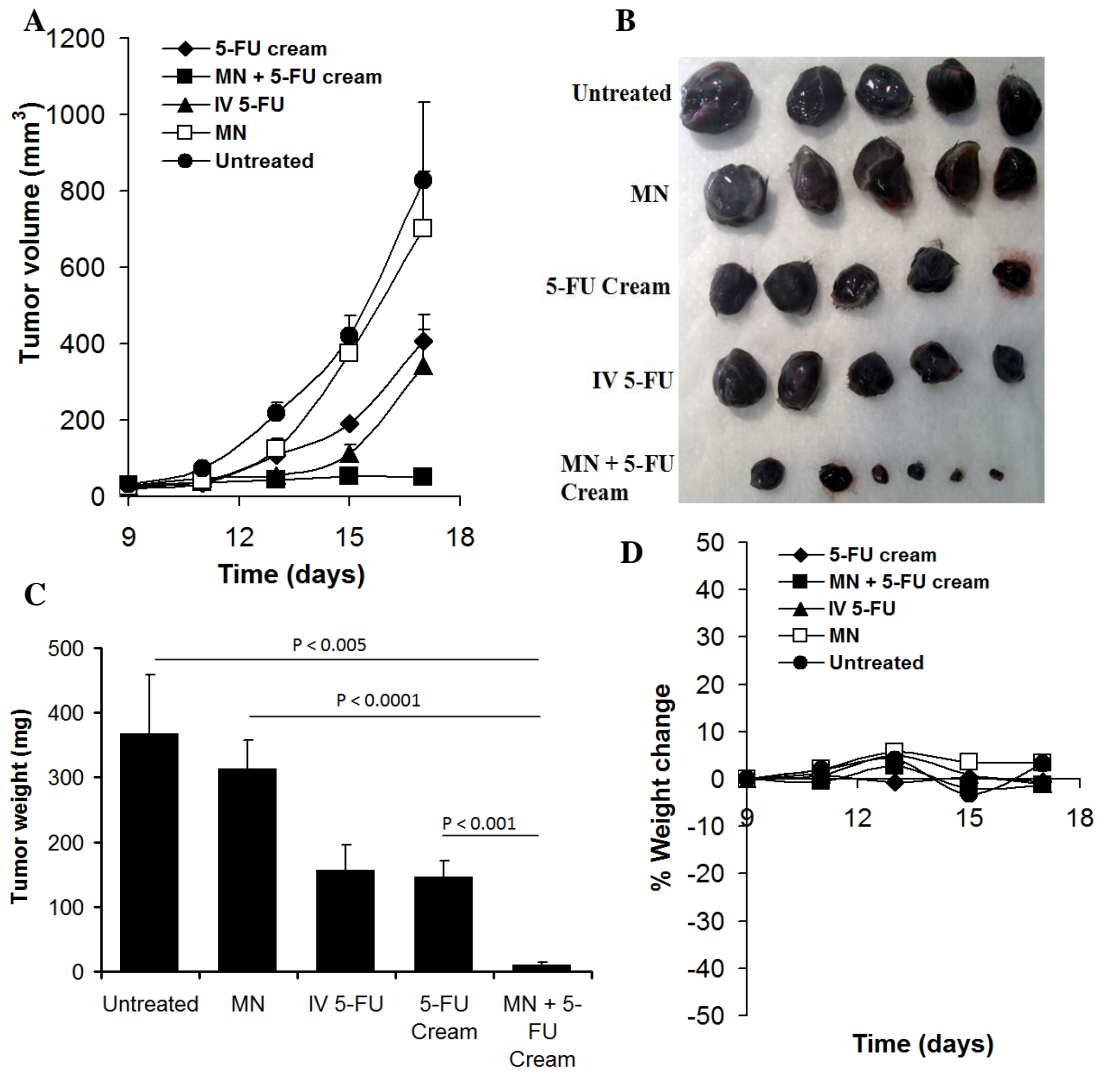 A
1200
1000
800
600
400
200
0
Tumor volume (mm³)
5-FU cream
MN + 5-FU cream
IV 5-FU
MN
Untreated
9 12 15 18
Time (days)
B
Untreated
MN
5-FU Cream
IV 5-FU
MN + 5-FU
Cream
C
500
400
300
200
100
0
Tumor weight (mg)
P < 0.005
P < 0.0001
P < 0.001
Untreated MN IV 5-FU 5-FU MN + 5-
Cream FU
Cream
D
50
40
30
20
10
0
-10
-20
-30
-40
-50
% Weight change
5-FU cream
MN + 5-FU cream
IV 5-FU
MN
Untreated
9 12 15 18
Time (days)